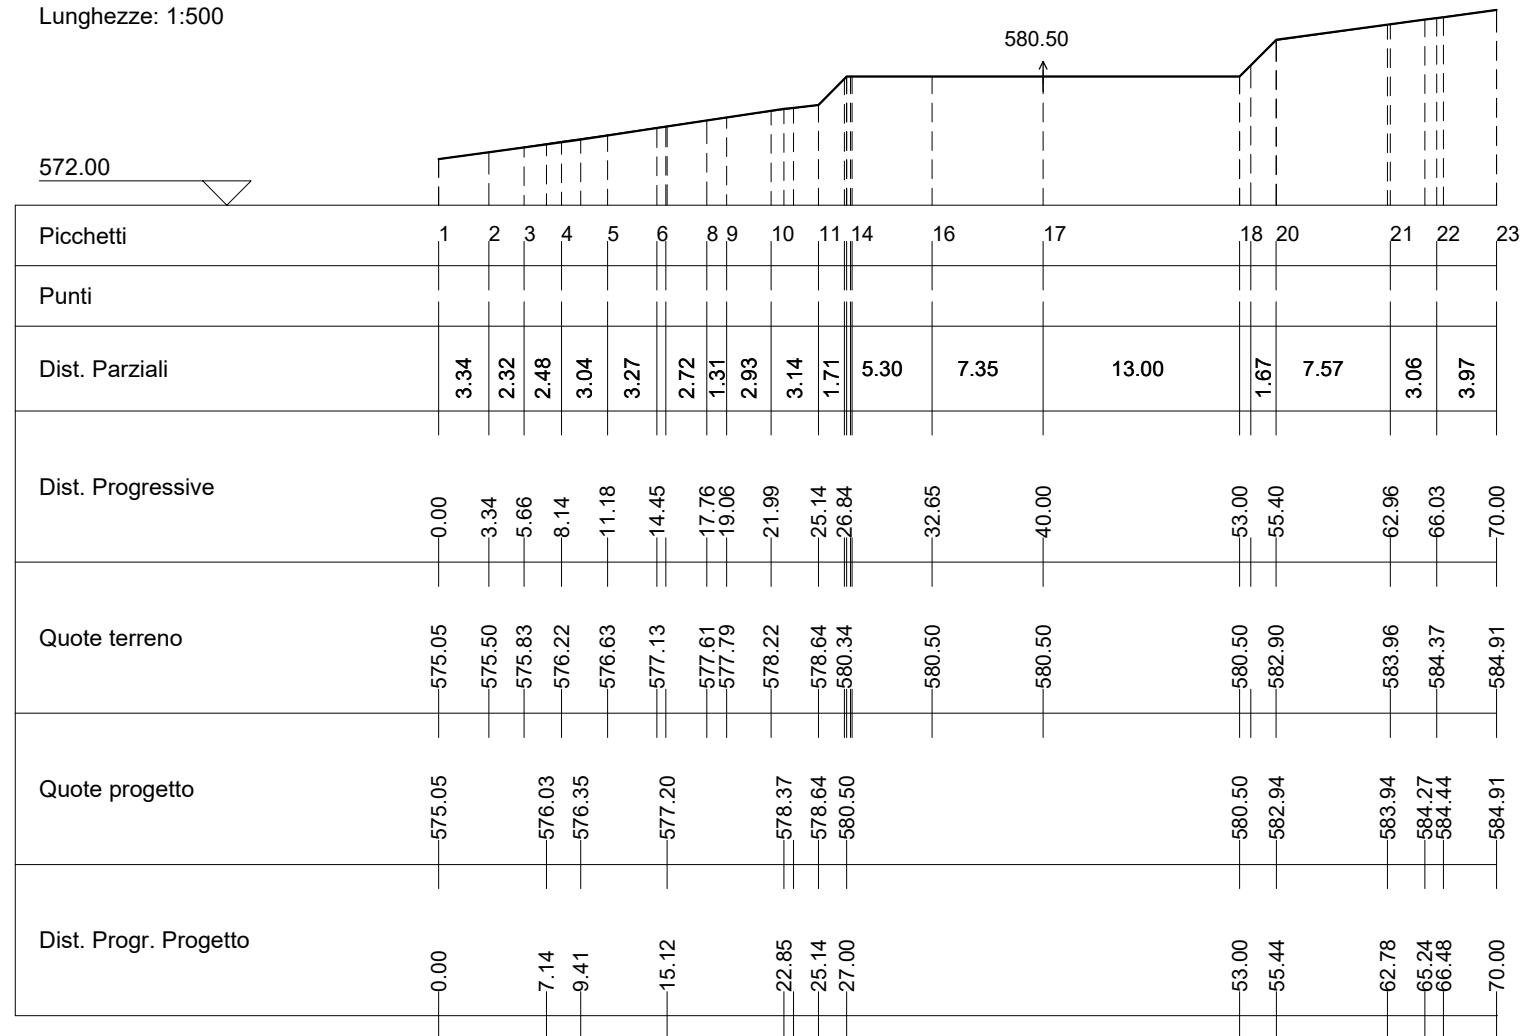 Lunghezze: 1:500
580.50
572.00
Picchetti 1 2 3 4 5 6 8 9 10 11 14 16 17 18 20 21 22 23
Punti
Dist. Parziali 3.34 2.32 2.48 3.04 3.27 2.72 1.31 2.93 3.14 1.71 5.30 7.35 13.00 1.67 7.57 3.06 3.97
Dist. Progressive 0.00 3.34 5.66 8.14 11.18 14.45 17.76 19.06 21.99 25.14 26.84 32.65 40.00 53.00 55.40 62.96 66.03 70.00
Quote terreno 575.05 575.50 575.83 576.22 576.63 577.13 577.61 577.79 578.22 578.64 580.34 580.50 580.50 580.50 582.90 583.96 584.37 584.91
Quote progetto 575.05 576.03 576.35 577.20 578.37 578.64 580.50 580.50 582.94 583.94 584.27 584.44 584.91
Dist. Progr. Progetto 0.00 7.14 9.41 15.12 22.85 25.14 27.00 53.00 55.44 62.78 65.24 66.48 70.00